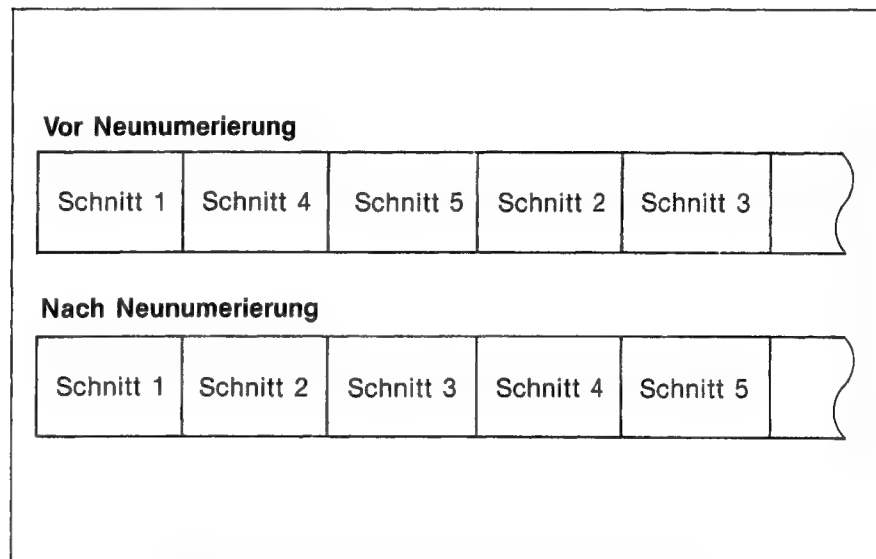 Vor Neunumerierung
Schnitt 1 Schnitt 4 Schnitt 5 Schnitt 2 Schnitt 3
Nach Neunumerierung
Schnitt 1 Schnitt 2 Schnitt 3 Schnitt 4 Schnitt 5